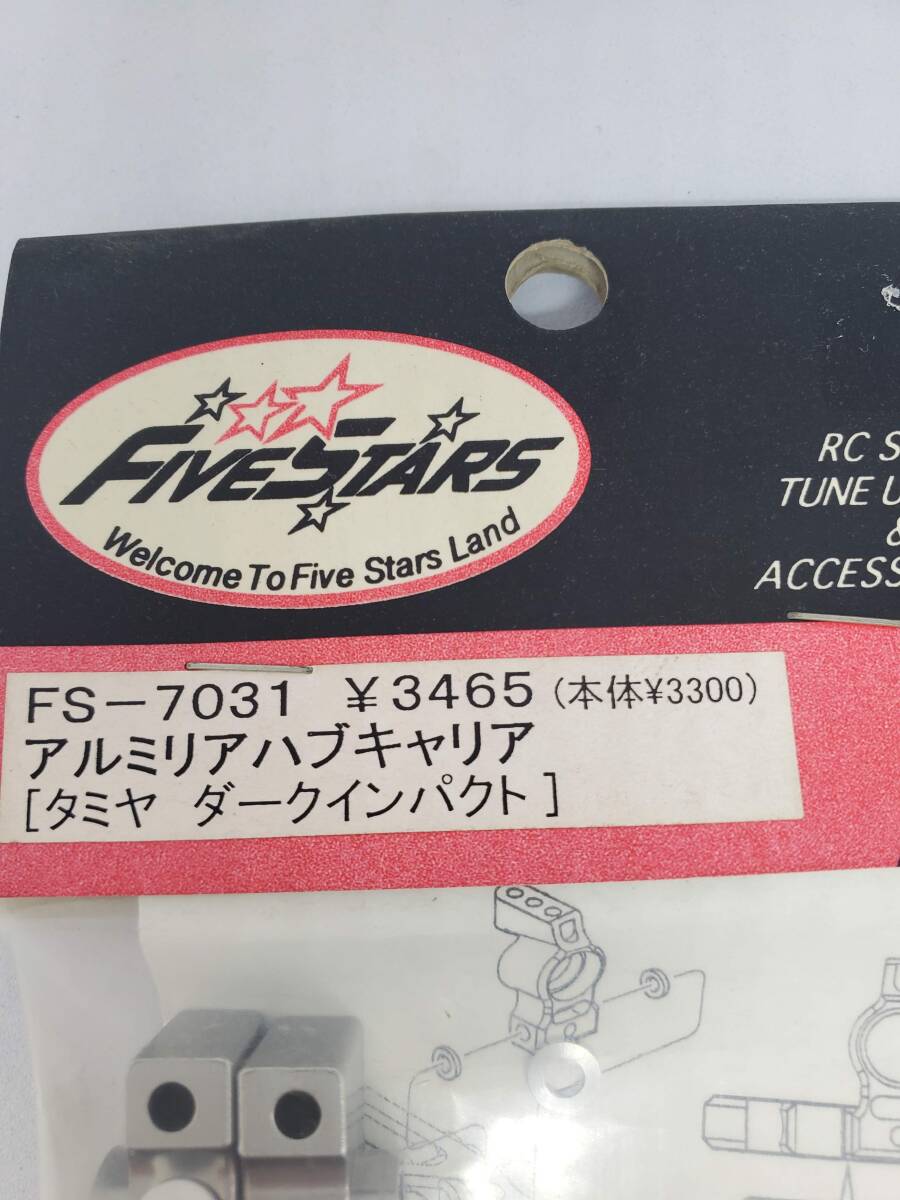 FIVESTARS
Welcome To Five Stars Land
RC S
TUNE U
&
ACCESS
FS-7031 ¥3465 (本体¥3300)
アルミリアハブキャリア
[タミヤ ダークインパクト]